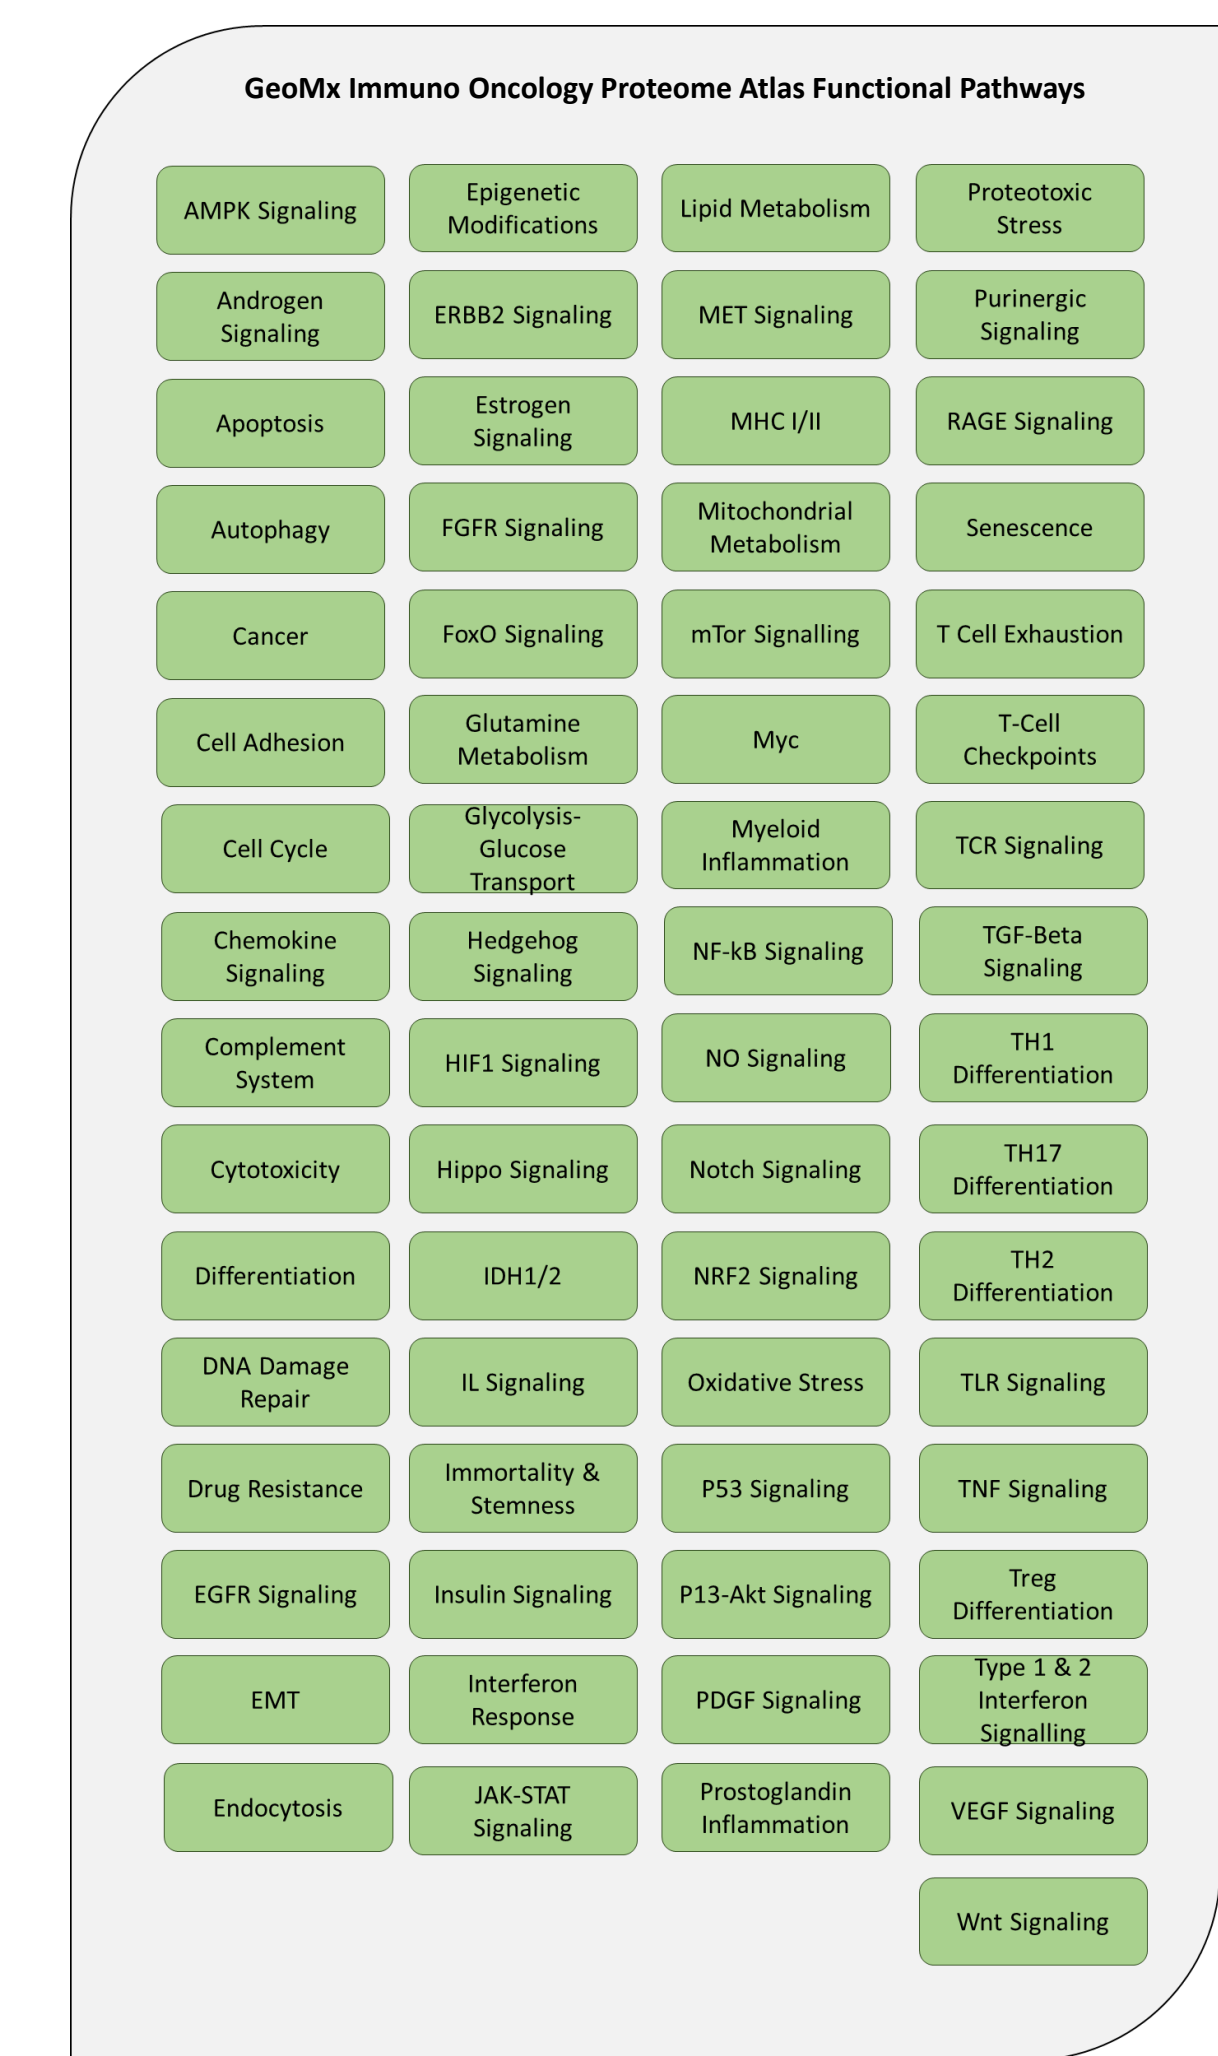 GeoMx Immuno Oncology Proteome Atlas Functional Pathways
AMPK Signaling
Androgen
Signaling
Apoptosis
Autophagy
Cancer
Cell Adhesion
Cell Cycle
Chemokine
Signaling
Complement
System
Cytotoxicity
Differentiation
DNA Damage
Repair
Drug Resistance
EGFR Signaling
EMT
Endocytosis
Epigenetic
Modifications
ERBB2 Signaling
Estrogen
Signaling
FGFR Signaling
FoxO Signaling
Glutamine
Metabolism
Glycolysis-
Glucose
Transport
Hedgehog
Signaling
HIF1 Signaling
Hippo Signaling
IDH1/2
IL Signaling
Immortality &
Stemness
Insulin Signaling
Interferon
Response
JAK-STAT
Signaling
Lipid Metabolism
MET Signaling
MHC I/II
Mitochondrial
Metabolism
mTor Signalling
Myc
Myeloid
Inflammation
NF-kB Signaling
NO Signaling
Notch Signaling
NRF2 Signaling
Oxidative Stress
P53 Signaling
P13-Akt Signaling
PDGF Signaling
Prostoglandin
Inflammation
Proteotoxic
Stress
Purinergic
Signaling
RAGE Signaling
Senescence
T Cell Exhaustion
T-Cell
Checkpoints
TCR Signaling
TGF-Beta
Signaling
TH1
Differentiation
TH17
Differentiation
TH2
Differentiation
TLR Signaling
TNF Signaling
Treg
Differentiation
Type 1 & 2
Interferon
Signalling
VEGF Signaling
Wnt Signaling